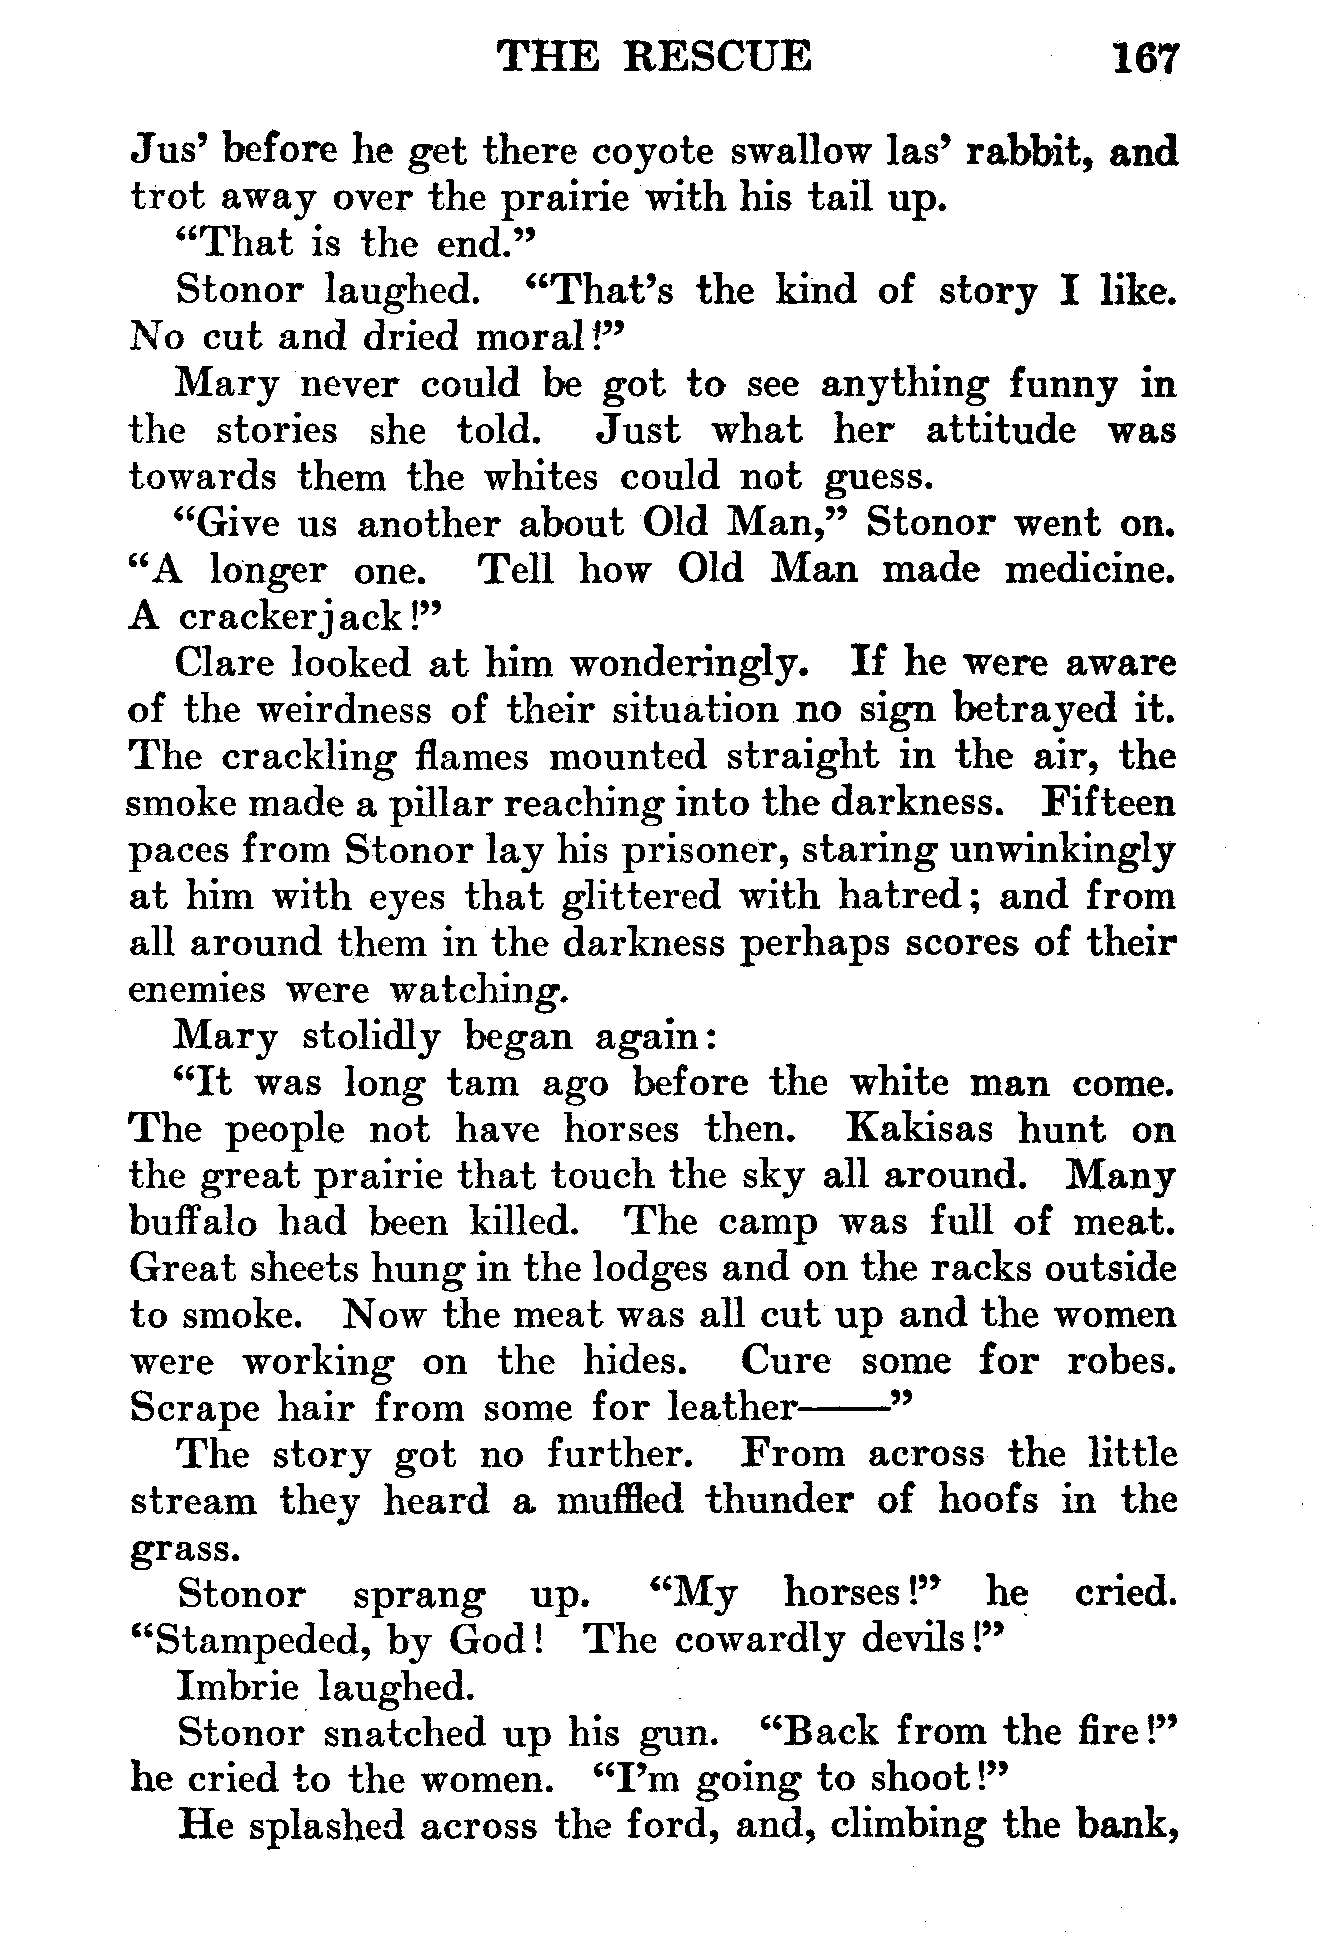 THE RESCUE 167
Jus' before he get there coyote swallow las' rabbit, and
trot away over the prairie with his tail up.
"That is the end."
Stonor laughed. "That's the kind of story I like.
No cut and dried moral!"
Mary never could be got to see anything funny in
the stories she told. Just what her attitude was
towards them the whites could not guess.
"Give us another about Old Man," Stonor went on.
"A longer one. Tell how Old Man made medicine.
A crackerjack!"
Clare looked at him wonderingly. If he were aware
of the weirdness of their situation no sign betrayed it.
The crackling flames mounted straight in the air, the
smoke made a pillar reaching into the darkness. Fifteen
paces from Stonor lay his prisoner, staring unwinkingly
at him with eyes that glittered with hatred; and from
all around them in the darkness perhaps scores of their
enemies were watching.
Mary stolidly began again:
"It was long tam ago before the white man come.
The people not have horses then. Kakisas hunt on
the great prairie that touch the sky all around. Many
buffalo had been killed. The camp was full of meat.
Great sheets hung in the lodges and on the racks outside
to smoke. Now the meat was all cut up and the women
were working on the hides. Cure some for robes.
Scrape hair from some for leather——"
The story got no further. From across the little
stream they heard a muffled thunder of hoofs in the
grass.
Stonor sprang up. "My horses!" he cried.
"Stampeded, by God! The cowardly devils!"
Imbrie laughed.
Stonor snatched up his gun. "Back from the fire!"
he cried to the women. "I'm going to shoot!"
He splashed across the ford, and, climbing the bank,